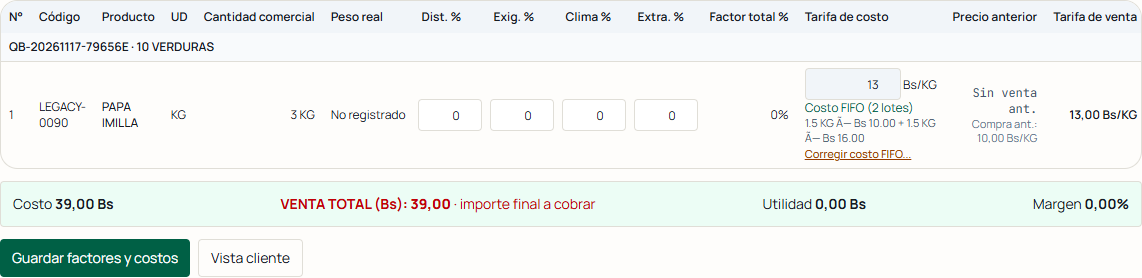 N° Código Producto UD Cantidad comercial Peso real Dist. % Exig. % Clima % Extra. % Factor total % Tarifa de costo Precio anterior Tarifa de venta
QB-20261117-79656E · 10 VERDURAS
1 LEGACY-0090 PAPA IMILLA KG 3 KG No registrado 0 0 0 0 0% 13 Bs/KG
Costo FIFO (2 lotes)
1.5 KG Ã— Bs 10.00 + 1.5 KG
Ã— Bs 16.00
Corregir costo FIFO...
Sin venta
ant.
Compra ant.:
10,00 Bs/KG
13,00 Bs/KG
Costo 39,00 Bs VENTA TOTAL (Bs): 39,00 · importe final a cobrar Utilidad 0,00 Bs Margen 0,00%
Guardar factores y costos Vista cliente